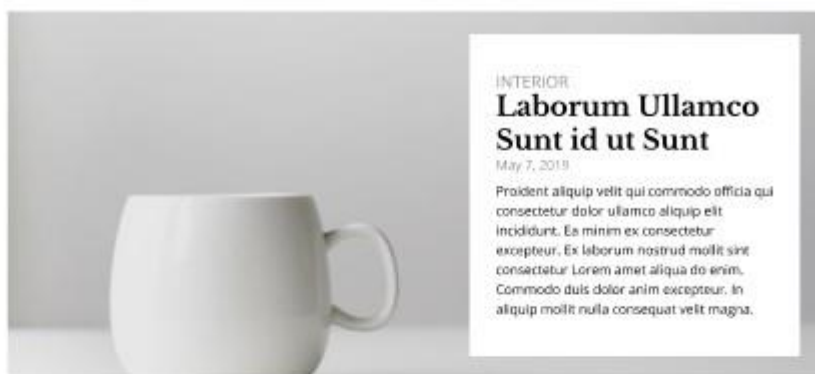 INTERIOR
Laborum Ullamco
Sunt id ut Sunt
May 7, 2019
Proident aliquip velit qui commodo officia qui
consectetur dolor ullamco aliquip elit
incididunt. Ea minim ex consectetur
excepteur. Ex laborum nostrud mollit sint
consectetur Lorem amet aliqua do enim.
Commodo duis dolor anim excepteur. In
aliquip mollit nulla consequat velit magna.